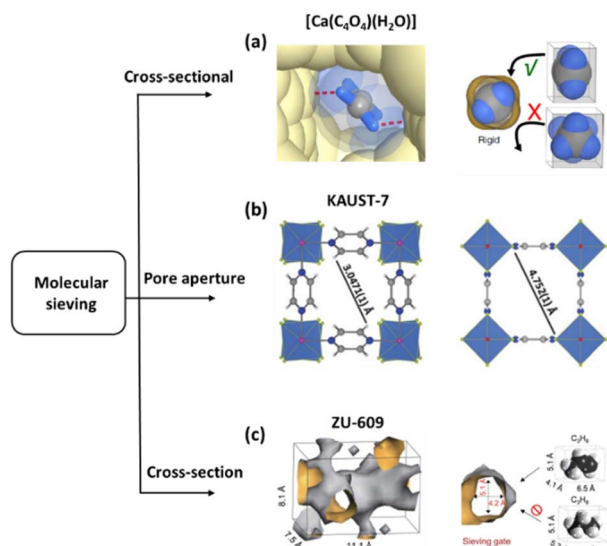 [Ca(C₄O₄)(H₂O)]
(a)
Cross-sectional
√
X
Rigid
KAUST-7
(b)
Molecular
sieving
Pore aperture
3.0471(1) Å
4.752(1) Å
ZU-609
(c)
Cross-section
8.1 Å
7.5 Å
11.1 Å
5.1 Å
4.2 Å
Sieving gate
5.1 Å
4.1 Å
6.5 Å
5.1 Å